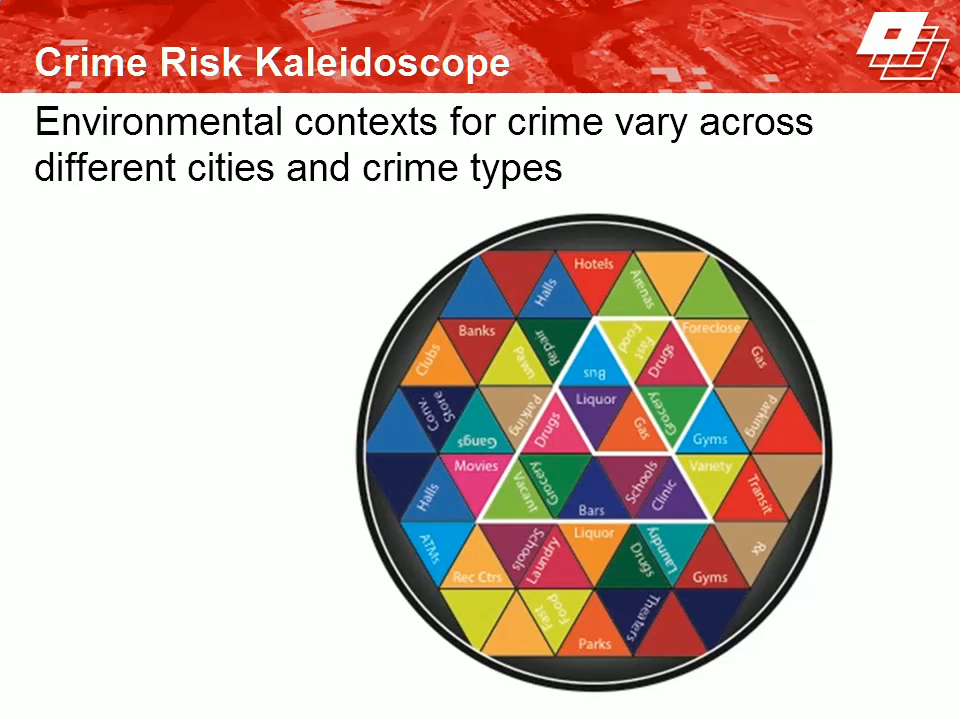 Crime Risk Kaleidoscope
Environmental contexts for crime vary across
different cities and crime types
Hotels
Halls
Arenas
Banks
Clubs
Pawn
Repair
Bus
Fast
Food
Drugs
Foreclose
Gas
Conv.
Store
Gangs
Parking
Drugs
Liquor
Gas
Grocery
Gyms
Parking
Halls
Movies
Vacant
Grocery
Bars
Schools
Clinic
Variety
Transit
ATMs
Rec Ctrs
Schools
Laundry
Liquor
Drugs
Laundry
Gyms
Rx
Fast
Food
Parks
Theaters